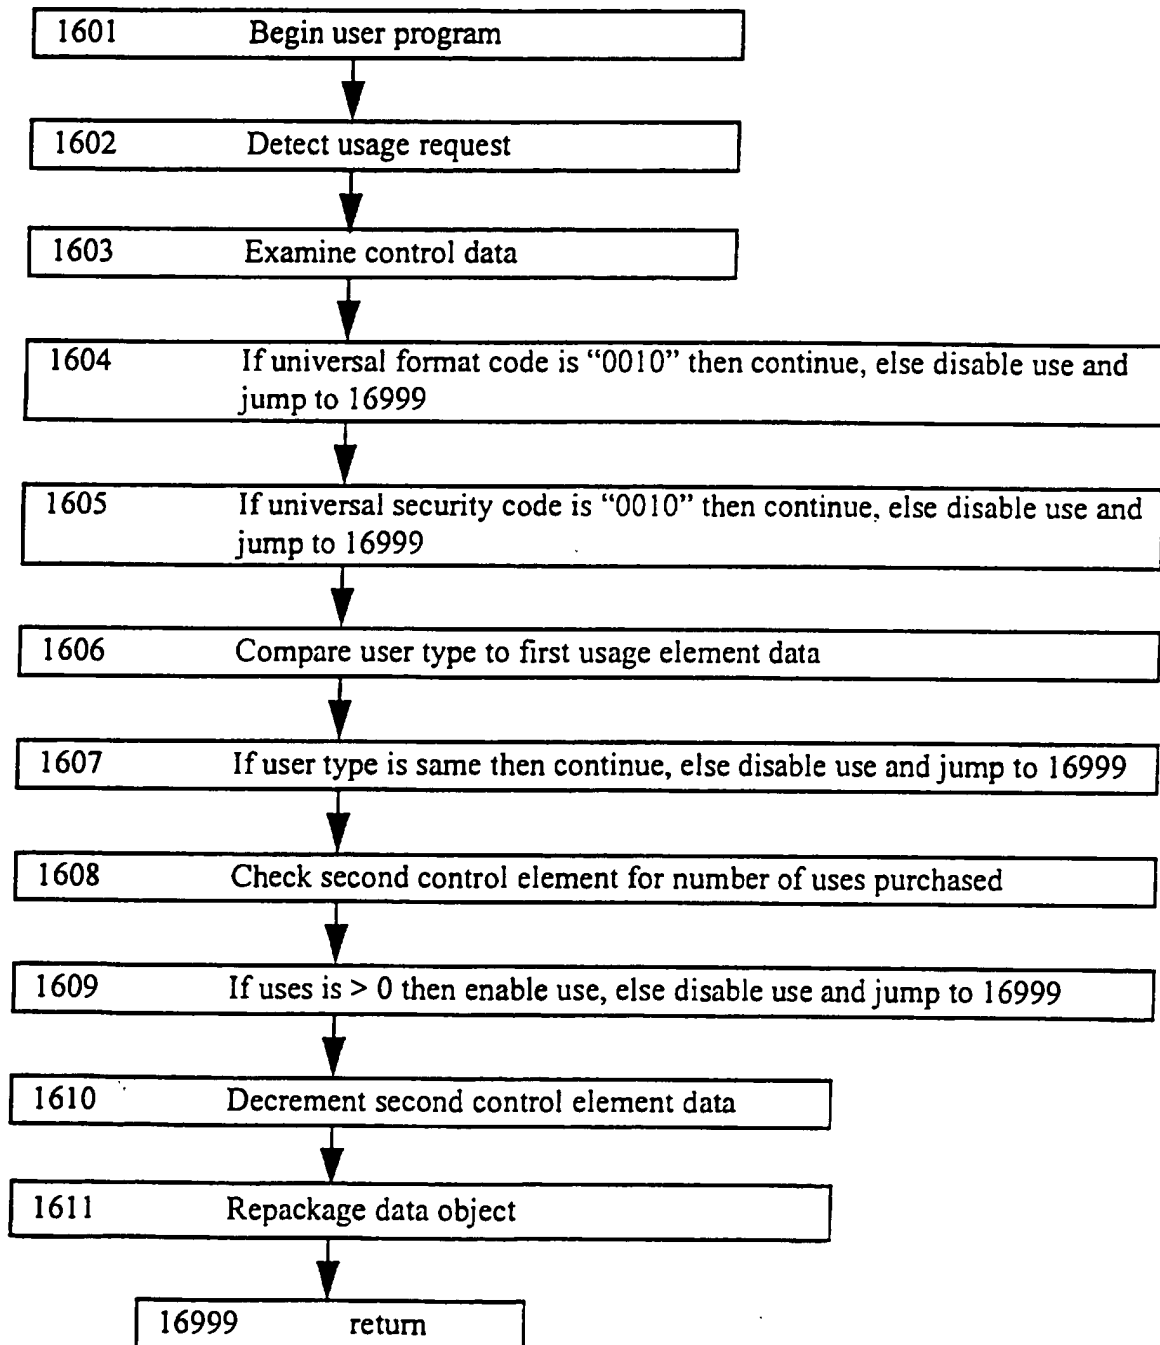 1601 Begin user program
1602 Detect usage request
1603 Examine control data
1604 If universal format code is “0010” then continue, else disable use and
jump to 16999
1605 If universal security code is “0010” then continue, else disable use and
jump to 16999
1606 Compare user type to first usage element data
1607 If user type is same then continue, else disable use and jump to 16999
1608 Check second control element for number of uses purchased
1609 If uses is > 0 then enable use, else disable use and jump to 16999
1610 Decrement second control element data
1611 Repackage data object
16999 return